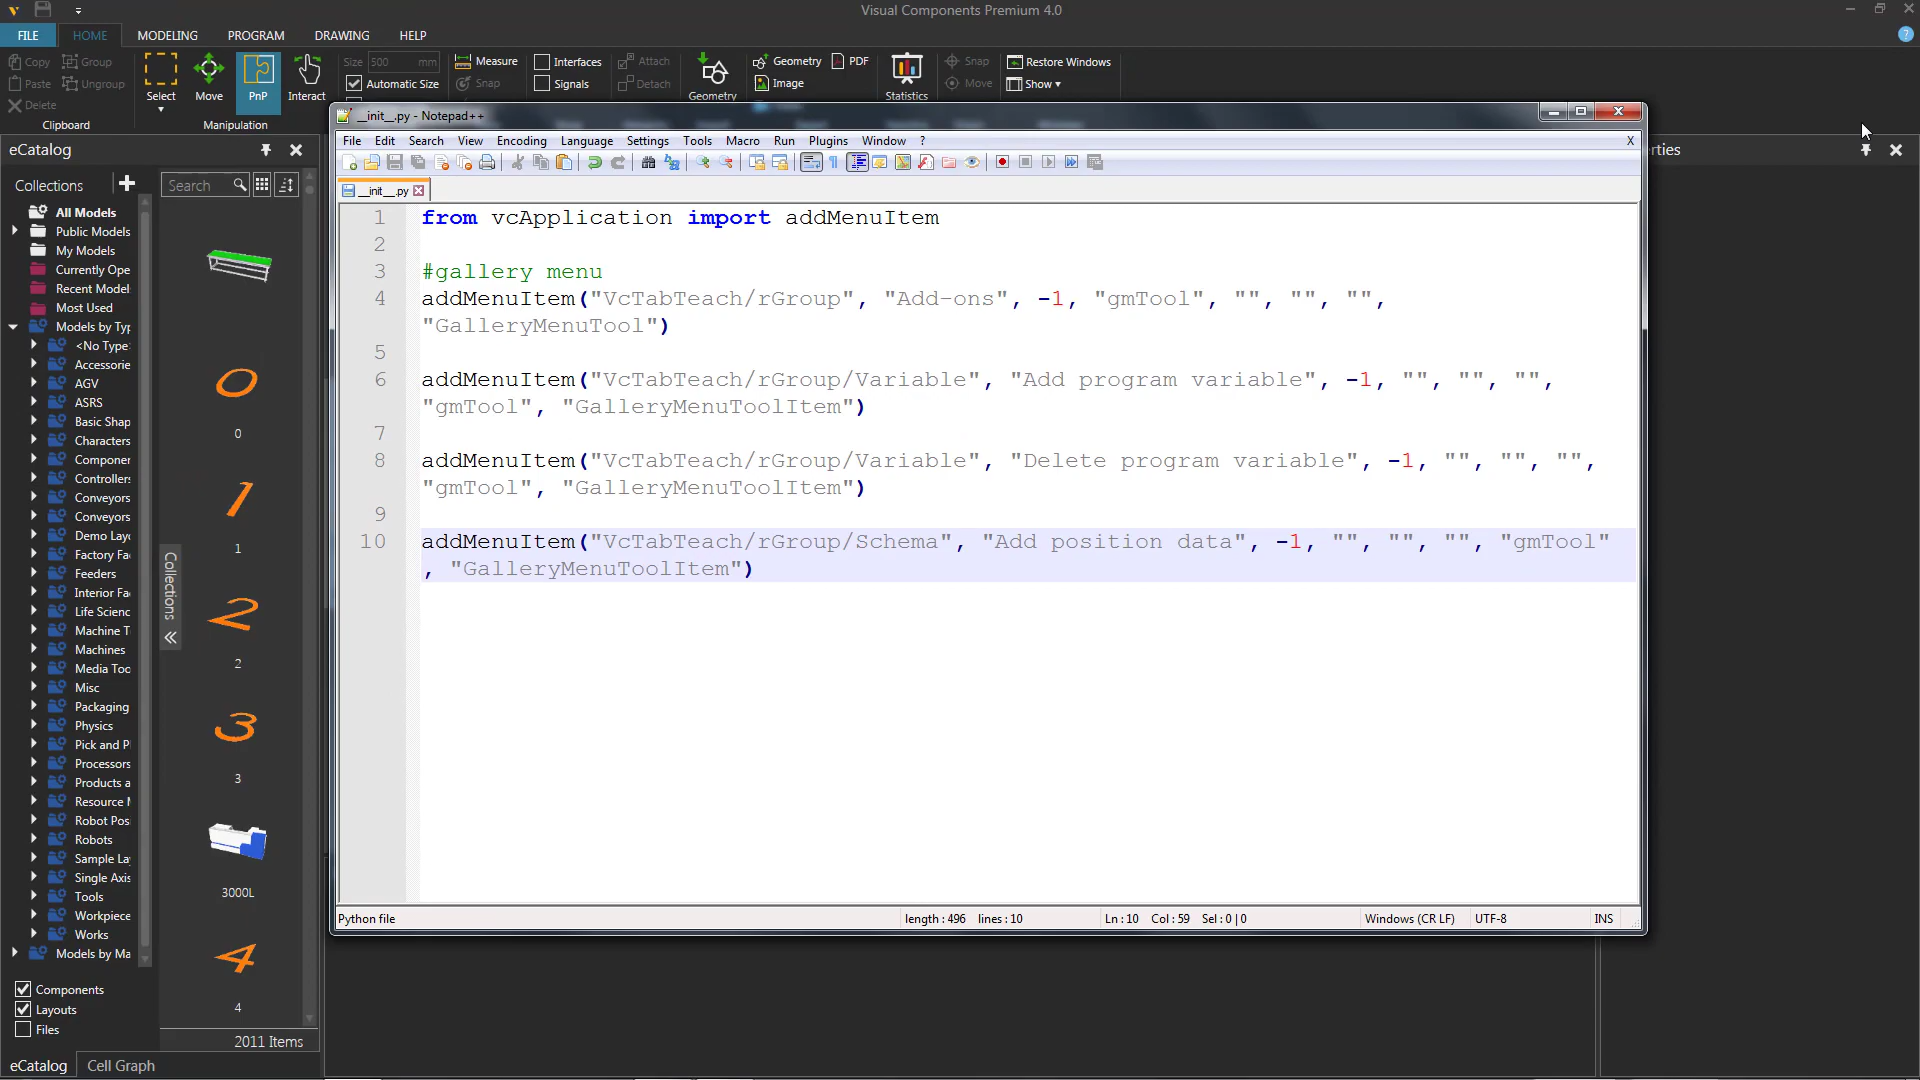 Visual Components Premium 4.0
FILE HOME MODELING PROGRAM DRAWING HELP
Copy Group
Paste Ungroup
Delete
Clipboard
Select
Move
PnP
Interact
Manipulation
Size 500 mm
Automatic Size
Measure
Snap
Interfaces
Signals
Attach
Detach
Geometry
Geometry
PDF
Image
Statistics
Snap
Move
Restore Windows
Show
__init__.py - Notepad++
File Edit Search View Encoding Language Settings Tools Macro Run Plugins Window ? X
__init__.py
1 from vcApplication import addMenuItem
2
3 #gallery menu
4 addMenuItem("VcTabTeach/rGroup", "Add-ons", -1, "gmTool", "", "", "",
"GalleryMenuTool")
5
6 addMenuItem("VcTabTeach/rGroup/Variable", "Add program variable", -1, "", "", "",
"gmTool", "GalleryMenuToolItem")
7
8 addMenuItem("VcTabTeach/rGroup/Variable", "Delete program variable", -1, "", "", "",
"gmTool", "GalleryMenuToolItem")
9
10 addMenuItem("VcTabTeach/rGroup/Schema", "Add position data", -1, "", "", "", "gmTool"
, "GalleryMenuToolItem")
Python file length : 496 lines : 10 Ln : 10 Col : 59 Sel : 0 | 0 Windows (CR LF) UTF-8 INS
eCatalog
Collections
Search
All Models
Public Models
My Models
Currently Ope
Recent Model
Most Used
Models by Typ
<No Type
Accessorie
AGV
ASRS
Basic Shap
Characters
Componer
Controllers
Conveyors
Conveyors
Demo Layo
Factory Fa
Feeders
Interior Fa
Life Scienc
Machine T
Machines
Media Too
Misc
Packaging
Physics
Pick and P
Processors
Products a
Resource M
Robot Pos
Robots
Sample La
Single Axis
Tools
Workpiece
Works
Models by Ma
Components
Layouts
Files
eCatalog Cell Graph
Collections
0
0
1
1
2
2
3
3
3000L
4
4
2011 Items
erties